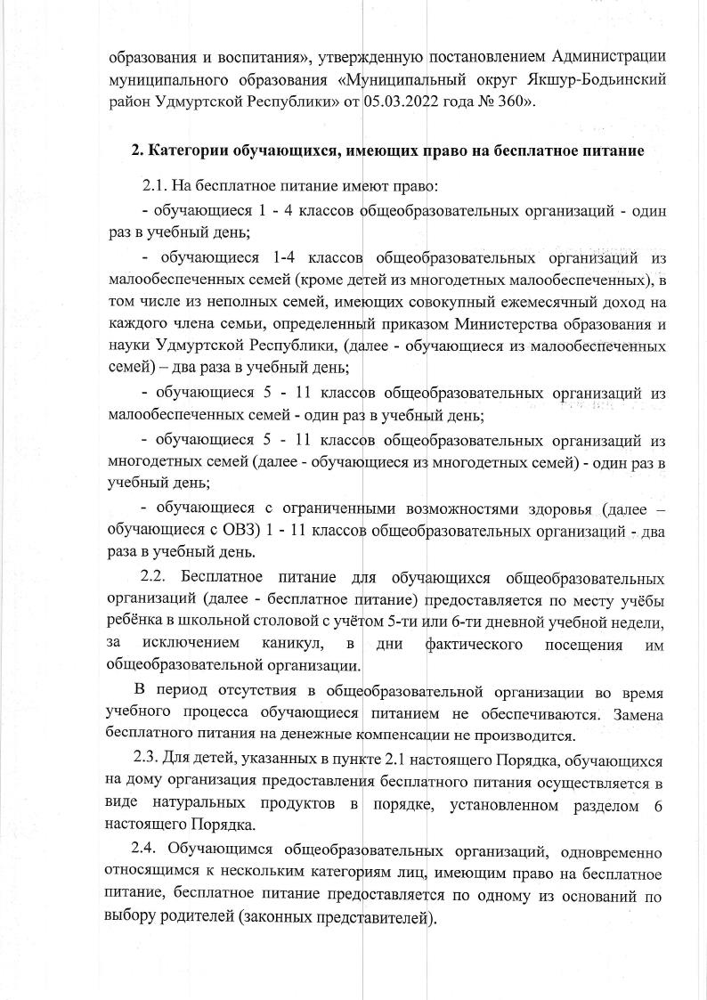 образования и воспитания», утвержденную постановлением Администрации
муниципального образования «Муниципальный округ Якшур-Бодьинский
район Удмуртской Республики» от 05.03.2022 года № 360».
2. Категории обучающихся, имеющих право на бесплатное питание
2.1. На бесплатное питание имеют право:
- обучающиеся 1 - 4 классов общеобразовательных организаций - один
раз в учебный день;
- обучающиеся 1-4 классов общеобразовательных организаций из
малообеспеченных семей (кроме детей из многодетных малообеспеченных), в
том числе из неполных семей, имеющих совокупный ежемесячный доход на
каждого члена семьи, определенный приказом Министерства образования и
науки Удмуртской Республики, (далее - обучающиеся из малообеспеченных
семей) – два раза в учебный день;
- обучающиеся 5 - 11 классов общеобразовательных организаций из
малообеспеченных семей - один раз в учебный день;
- обучающиеся 5 - 11 классов общеобразовательных организаций из
многодетных семей (далее - обучающиеся из многодетных семей) - один раз в
учебный день;
- обучающиеся с ограниченными возможностями здоровья (далее –
обучающиеся с ОВЗ) 1 - 11 классов общеобразовательных организаций - два
раза в учебный день.
2.2. Бесплатное питание для обучающихся общеобразовательных
организаций (далее - бесплатное питание) предоставляется по месту учёбы
ребёнка в школьной столовой с учётом 5-ти или 6-ти дневной учебной недели,
за исключением каникул, в дни фактического посещения им
общеобразовательной организации.
В период отсутствия в общеобразовательной организации во время
учебного процесса обучающиеся питанием не обеспечиваются. Замена
бесплатного питания на денежные компенсации не производится.
2.3. Для детей, указанных в пункте 2.1 настоящего Порядка, обучающихся
на дому организация предоставления бесплатного питания осуществляется в
виде натуральных продуктов в порядке, установленном разделом 6
настоящего Порядка.
2.4. Обучающимся общеобразовательных организаций, одновременно
относящимся к нескольким категориям лиц, имеющим право на бесплатное
питание, бесплатное питание предоставляется по одному из оснований по
выбору родителей (законных представителей).